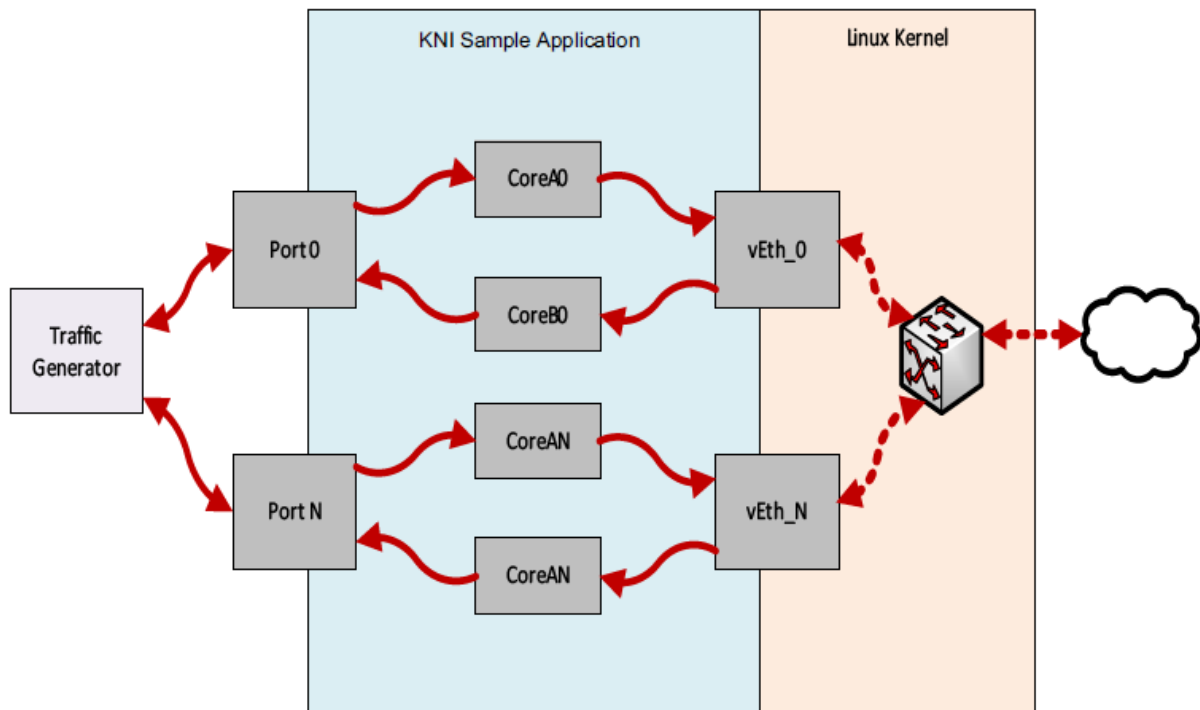 KNI Sample Application
Linux Kernel
CoreA0
Port 0
vEth_0
CoreB0
Traffic
Generator
CoreAN
Port N
vEth_N
CoreAN